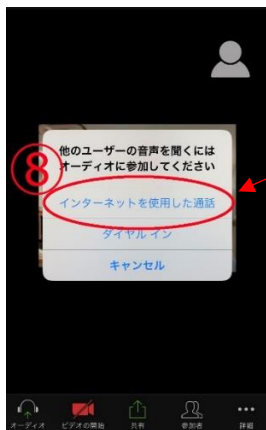 他のユーザーの音声を聞くには
オーディオに参加してください
⑧
インターネットを使用した通話
ダイヤル イン
キャンセル
オーディオ ビデオの開始 共有 参加者 詳細